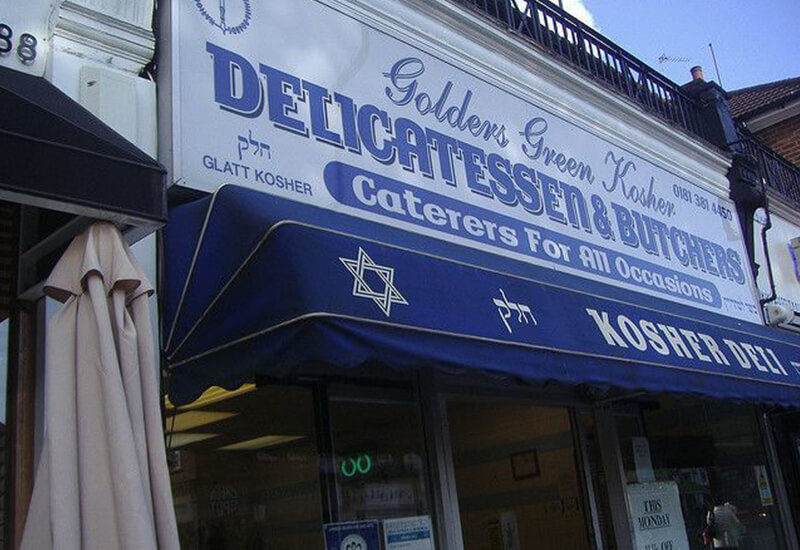 88
Golders Green Kosher
DELICATESSEN & BUTCHERS
חלק
GLATT KOSHER
0181 381 4450
Caterers For All Occasions
חלק
KOSHER DELI
THIS
MONDAY
OFF